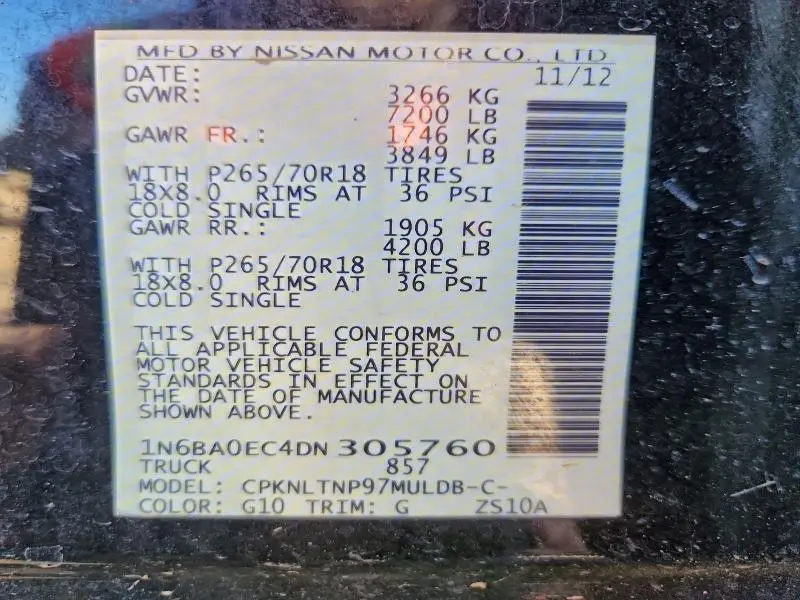 MFD BY NISSAN MOTOR CO., LTD.
DATE: 11/12
GVWR: 3266 KG
7200 LB
GAWR FR.: 1746 KG
3849 LB
WITH P265/70R18 TIRES
18X8.0 RIMS AT 36 PSI
COLD SINGLE
GAWR RR.: 1905 KG
4200 LB
WITH P265/70R18 TIRES
18X8.0 RIMS AT 36 PSI
COLD SINGLE
THIS VEHICLE CONFORMS TO
ALL APPLICABLE FEDERAL
MOTOR VEHICLE SAFETY
STANDARDS IN EFFECT ON
THE DATE OF MANUFACTURE
SHOWN ABOVE.
1N6BA0EC4DN 305760
TRUCK 857
MODEL: CPKNLTNP97MULDB-C-
COLOR: G10 TRIM: G ZS10A